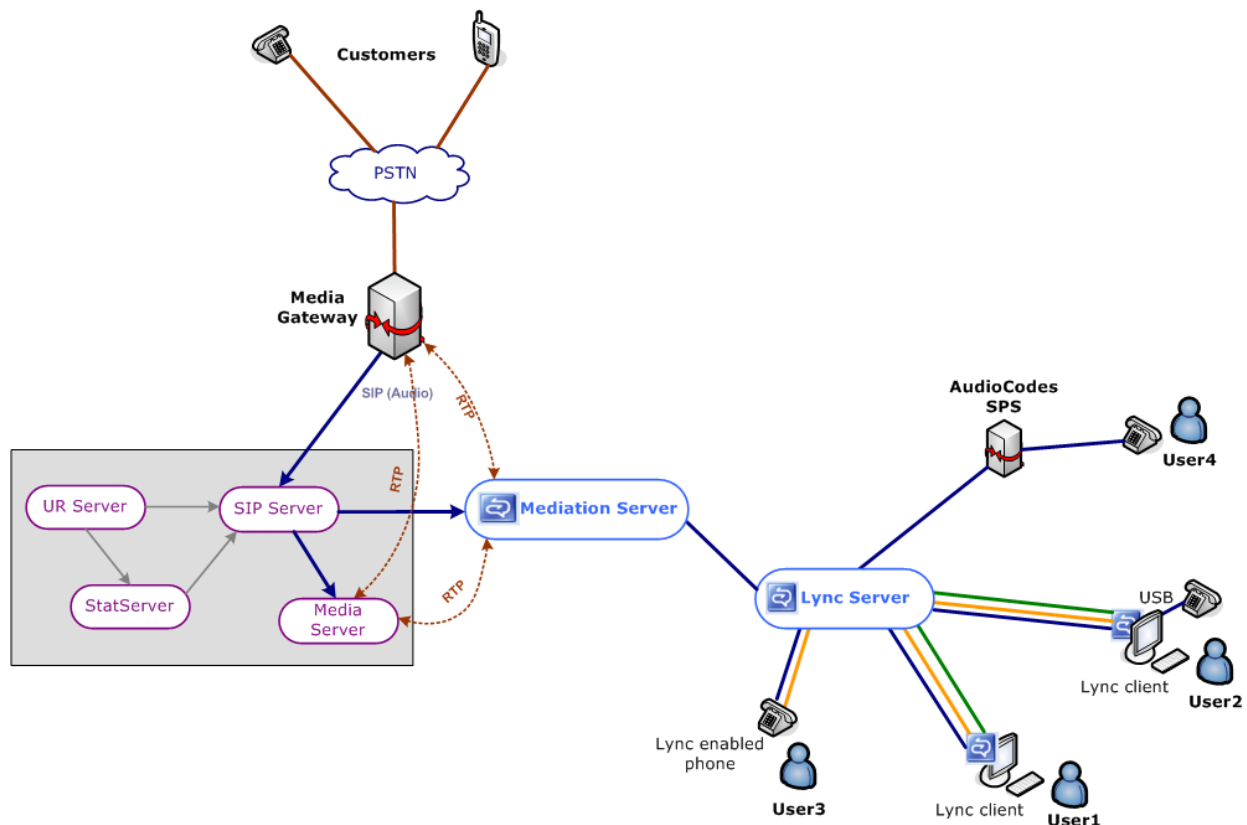 Customers
PSTN
Media
Gateway
SIP (Audio)
RTP
RTP
RTP
AudioCodes
SPS
User4
UR Server
SIP Server
Mediation Server
StatServer
Media
Server
Lync Server
USB
Lync client
User2
Lync enabled
phone
User3
Lync client
User1